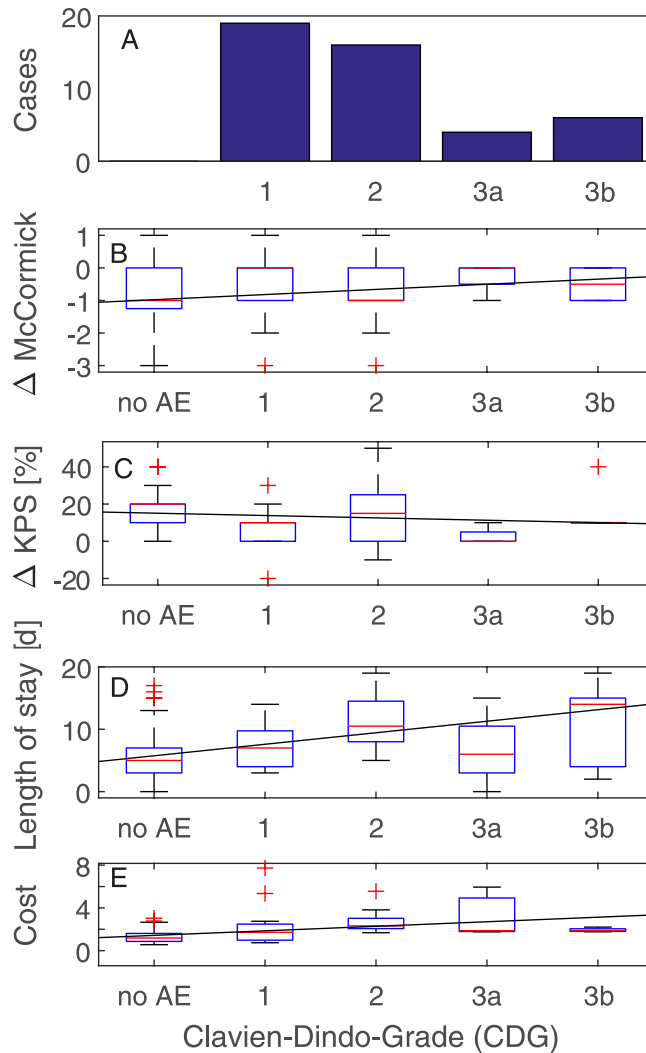 A
Cases
20
10
0
1 2 3a 3b
B
Δ McCormick
1
0
-1
-2
-3
no AE 1 2 3a 3b
C
Δ KPS [%]
40
20
0
-20
no AE 1 2 3a 3b
D
Length of stay [d]
20
10
0
no AE 1 2 3a 3b
E
Cost
8
4
0
no AE 1 2 3a 3b
Clavien-Dindo-Grade (CDG)